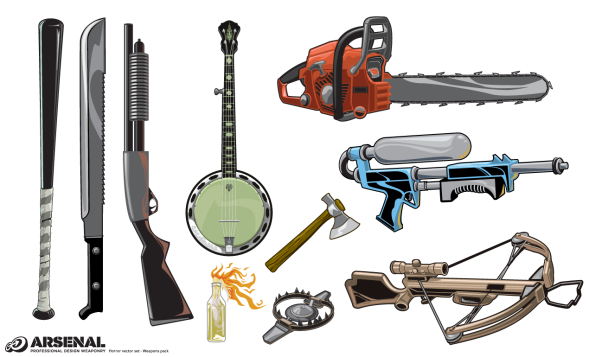 ARSENAL
PROFESSIONAL DESIGN WEAPONRY Horror vector set - Weapons pack